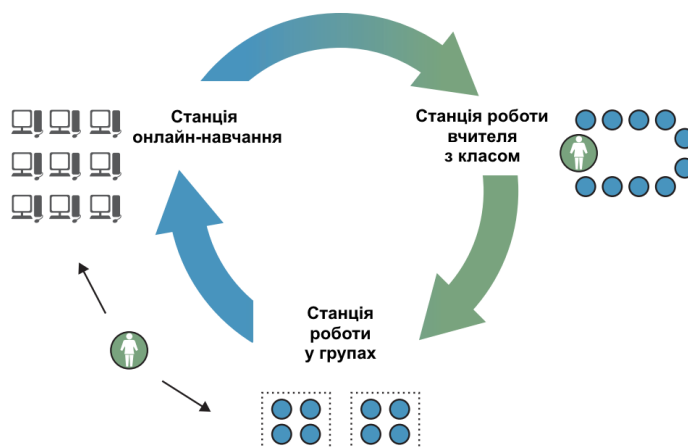 Станція
онлайн-навчання
Станція роботи
вчителя
з класом
Станція
роботи
у групах